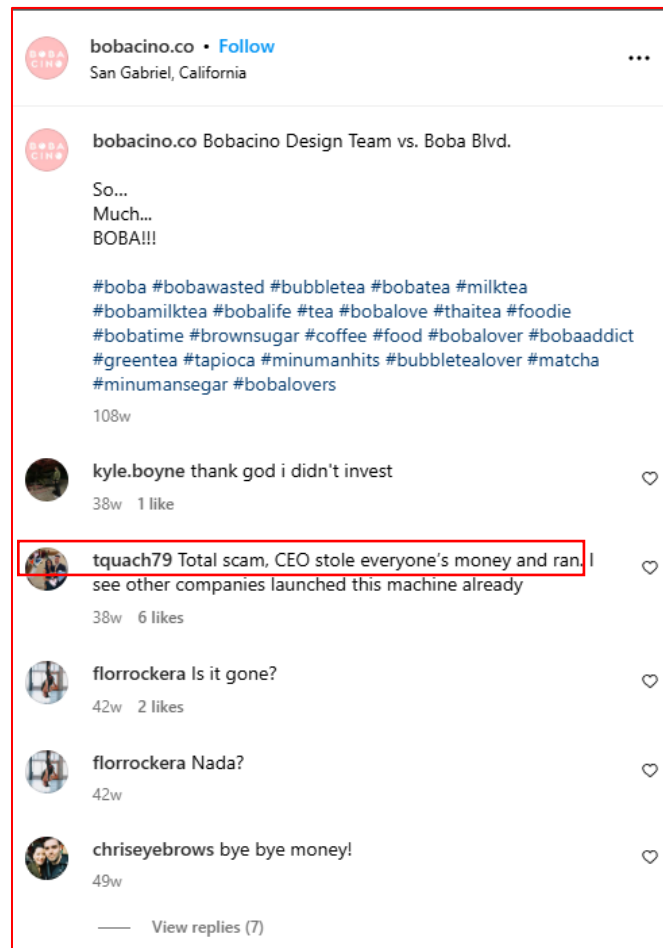 BOBA
CINO
bobacino.co • Follow
San Gabriel, California
BOBA
CINO
bobacino.co Bobacino Design Team vs. Boba Blvd.
So...
Much...
BOBA!!!
#boba #bobawasted #bubbletea #bobatea #milktea
#bobamilktea #bobalife #tea #bobalove #thaitea #foodie
#bobatime #brownsugar #coffee #food #bobalover #bobaaddict
#greentea #tapioca #minumanhits #bubbletealover #matcha
#minumansegar #bobalovers
108w
kyle.boyne thank god i didn't invest
38w 1 like
tquach79 Total scam, CEO stole everyone's money and ran. I
see other companies launched this machine already
38w 6 likes
florrockera Is it gone?
42w 2 likes
florrockera Nada?
42w
chriseyebrows bye bye money!
49w
View replies (7)